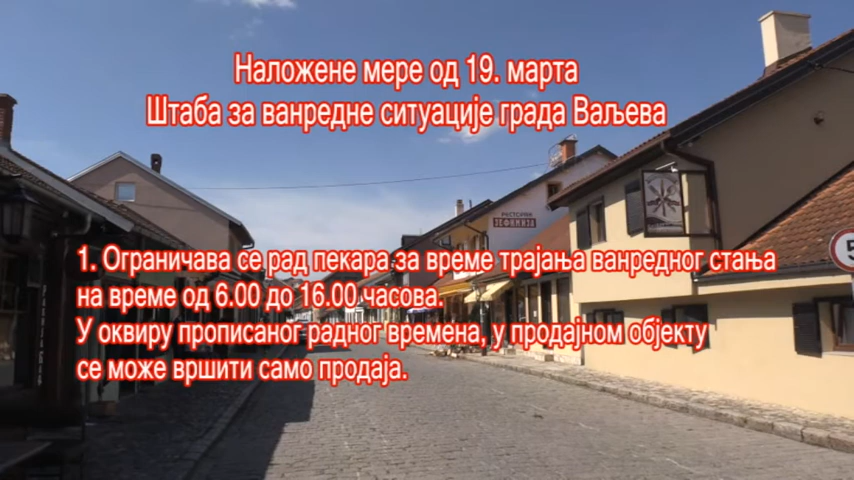 Наложене мере од 19. марта
Штаба за ванредне ситуације града Ваљева
РЕСТОРАН
1. Ограничава се рад пекара за време трајања ванредног стања
на време од 6.00 до 16.00 часова.
У оквиру прописаног радног времена, у продајном објекту
се може вршити само продаја.